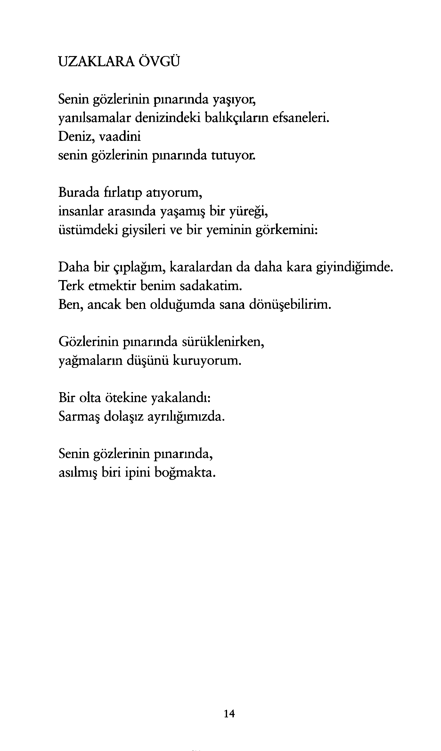 UZAKLARA ÖVGÜ
Senin gözlerinin pınarında yaşıyor,
yanılsamalar denizindeki balıkçıların efsaneleri.
Deniz, vaadini
senin gözlerinin pınarında tutuyor.
Burada fırlatıp atıyorum,
insanlar arasında yaşamış bir yüreği,
üstümdeki giysileri ve bir yeminin görkemini:
Daha bir çıplağım, karalardan da daha kara giyindiğimde.
Terk etmektir benim sadakatim.
Ben, ancak ben olduğumda sana dönüşebilirim.
Gözlerinin pınarında sürüklenirken,
yağmaların düşünü kuruyorum.
Bir olta ötekine yakalandı:
Sarmaş dolaşız ayrılığımızda.
Senin gözlerinin pınarında,
asılmış biri ipini boğmakta.
14